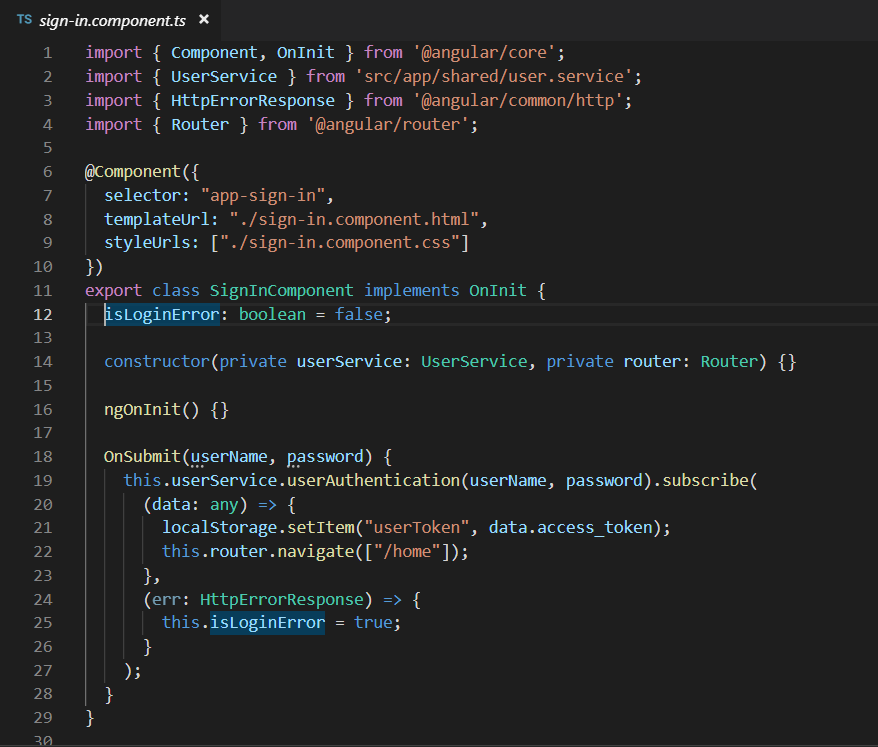 TS sign-in.component.ts ×
1 import { Component, OnInit } from '@angular/core';
2 import { UserService } from 'src/app/shared/user.service';
3 import { HttpErrorResponse } from '@angular/common/http';
4 import { Router } from '@angular/router';
5
6 @Component({
7   selector: "app-sign-in",
8   templateUrl: "./sign-in.component.html",
9   styleUrls: ["./sign-in.component.css"]
10 })
11 export class SignInComponent implements OnInit {
12   isLoginError: boolean = false;
13
14   constructor(private userService: UserService, private router: Router) {}
15
16   ngOnInit() {}
17
18   OnSubmit(userName, password) {
19     this.userService.userAuthentication(userName, password).subscribe(
20       (data: any) => {
21         localStorage.setItem("userToken", data.access_token);
22         this.router.navigate(["/home"]);
23       },
24       (err: HttpErrorResponse) => {
25         this.isLoginError = true;
26       }
27     );
28   }
29 }
30